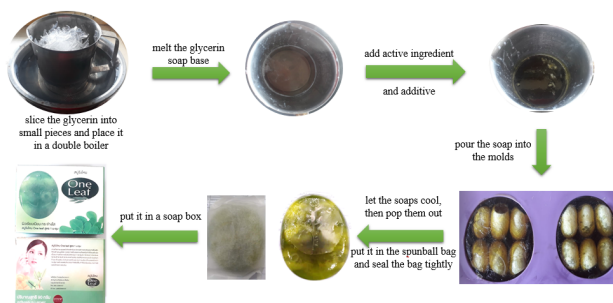 melt the glycerin
soap base
add active ingredient
and additive
slice the glycerin into
small pieces and place it
in a double boiler
pour the soap into
the molds
let the soaps cool,
then pop them out
put it in the spunball bag
and seal the bag tightly
put it in a soap box
One
Leaf